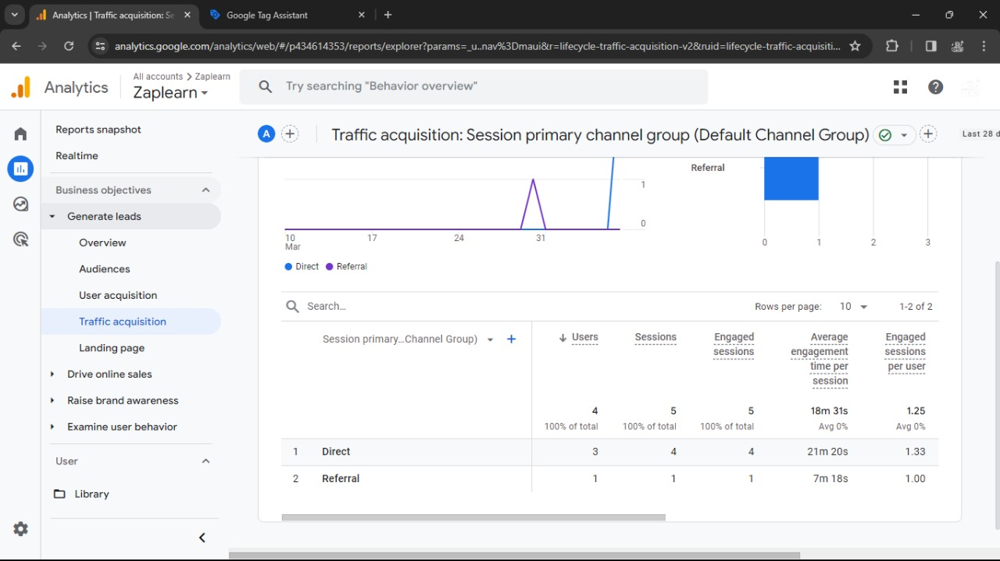 Analytics | Traffic acquisition: Se
Google Tag Assistant
analytics.google.com/analytics/web/#/p434614353/reports/explorer?params=_u..nav%3Dmaui&r=lifecycle-traffic-acquisition-v2&ruid=lifecycle-traffic-acquisiti...
Analytics
All accounts > Zaplearn
Zaplearn
Try searching "Behavior overview"
Reports snapshot
Realtime
Business objectives
Generate leads
Overview
Audiences
User acquisition
Traffic acquisition
Landing page
Drive online sales
Raise brand awareness
Examine user behavior
User
Library
A
Traffic acquisition: Session primary channel group (Default Channel Group)
Last 28 d
1
0
10
Mar
17
24
31
Direct
Referral
Referral
0
1
2
3
Search…
Rows per page:
10
1-2 of 2
Session primary…Channel Group)
Users
Sessions
Engaged
sessions
Average
engagement
time per
session
Engaged
sessions
per user
4
5
5
18m 31s
1.25
100% of total
100% of total
100% of total
Avg 0%
Avg 0%
1
Direct
3
4
4
21m 20s
1.33
2
Referral
1
1
1
7m 18s
1.00